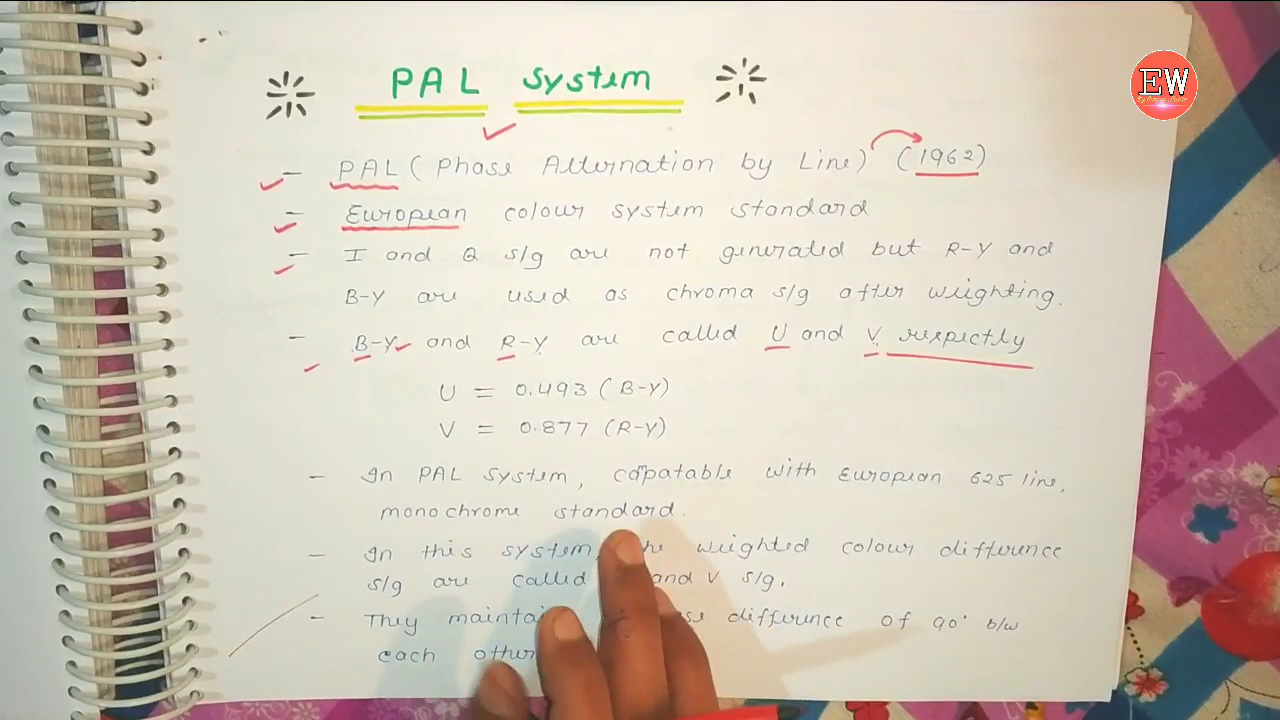 PAL System
EW
- PAL (Phase Alternation by Line) (1962)
- European colour system standard
- I and Q s/g are not generated but R-Y and
B-Y are used as chroma s/g after weighting.
- B-Y and R-Y are called U and V respectly
U = 0.493 (B-Y)
V = 0.877 (R-Y)
- In PAL System, copatable with European 625 line,
monochrome standard.
- In this system, the weighted colour difference
s/g are called and V s/g.
- They maintai difference of 90° b/w
each other